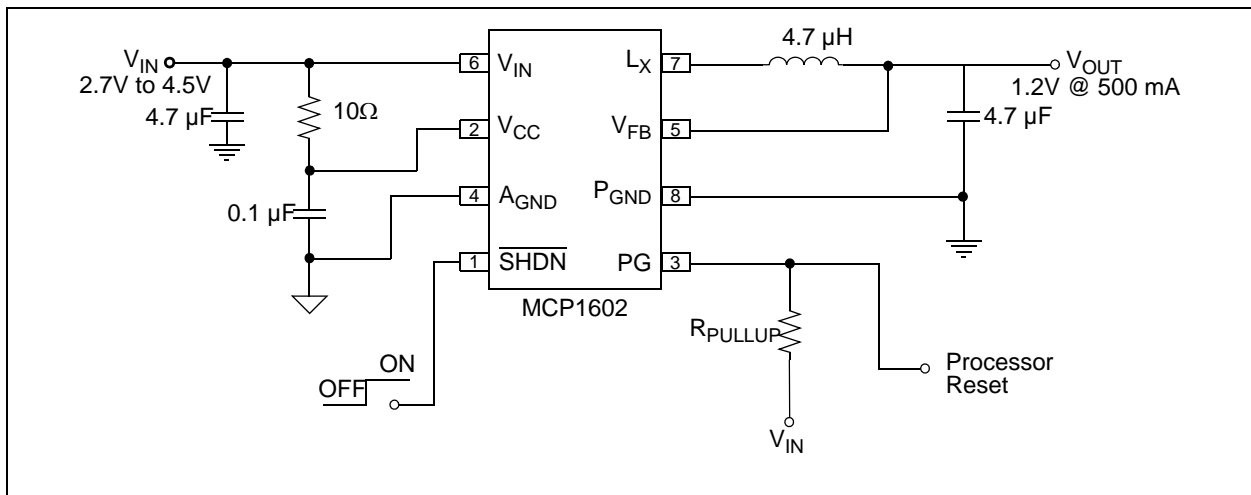 V_IN
2.7V to 4.5V
4.7 µF
10Ω
0.1 µF
6 V_IN
2 V_CC
4 A_GND
1 SHDN
L_X 7
V_FB 5
P_GND 8
PG 3
MCP1602
4.7 µH
V_OUT
1.2V @ 500 mA
4.7 µF
R_PULLUP
V_IN
Processor
Reset
ON
OFF